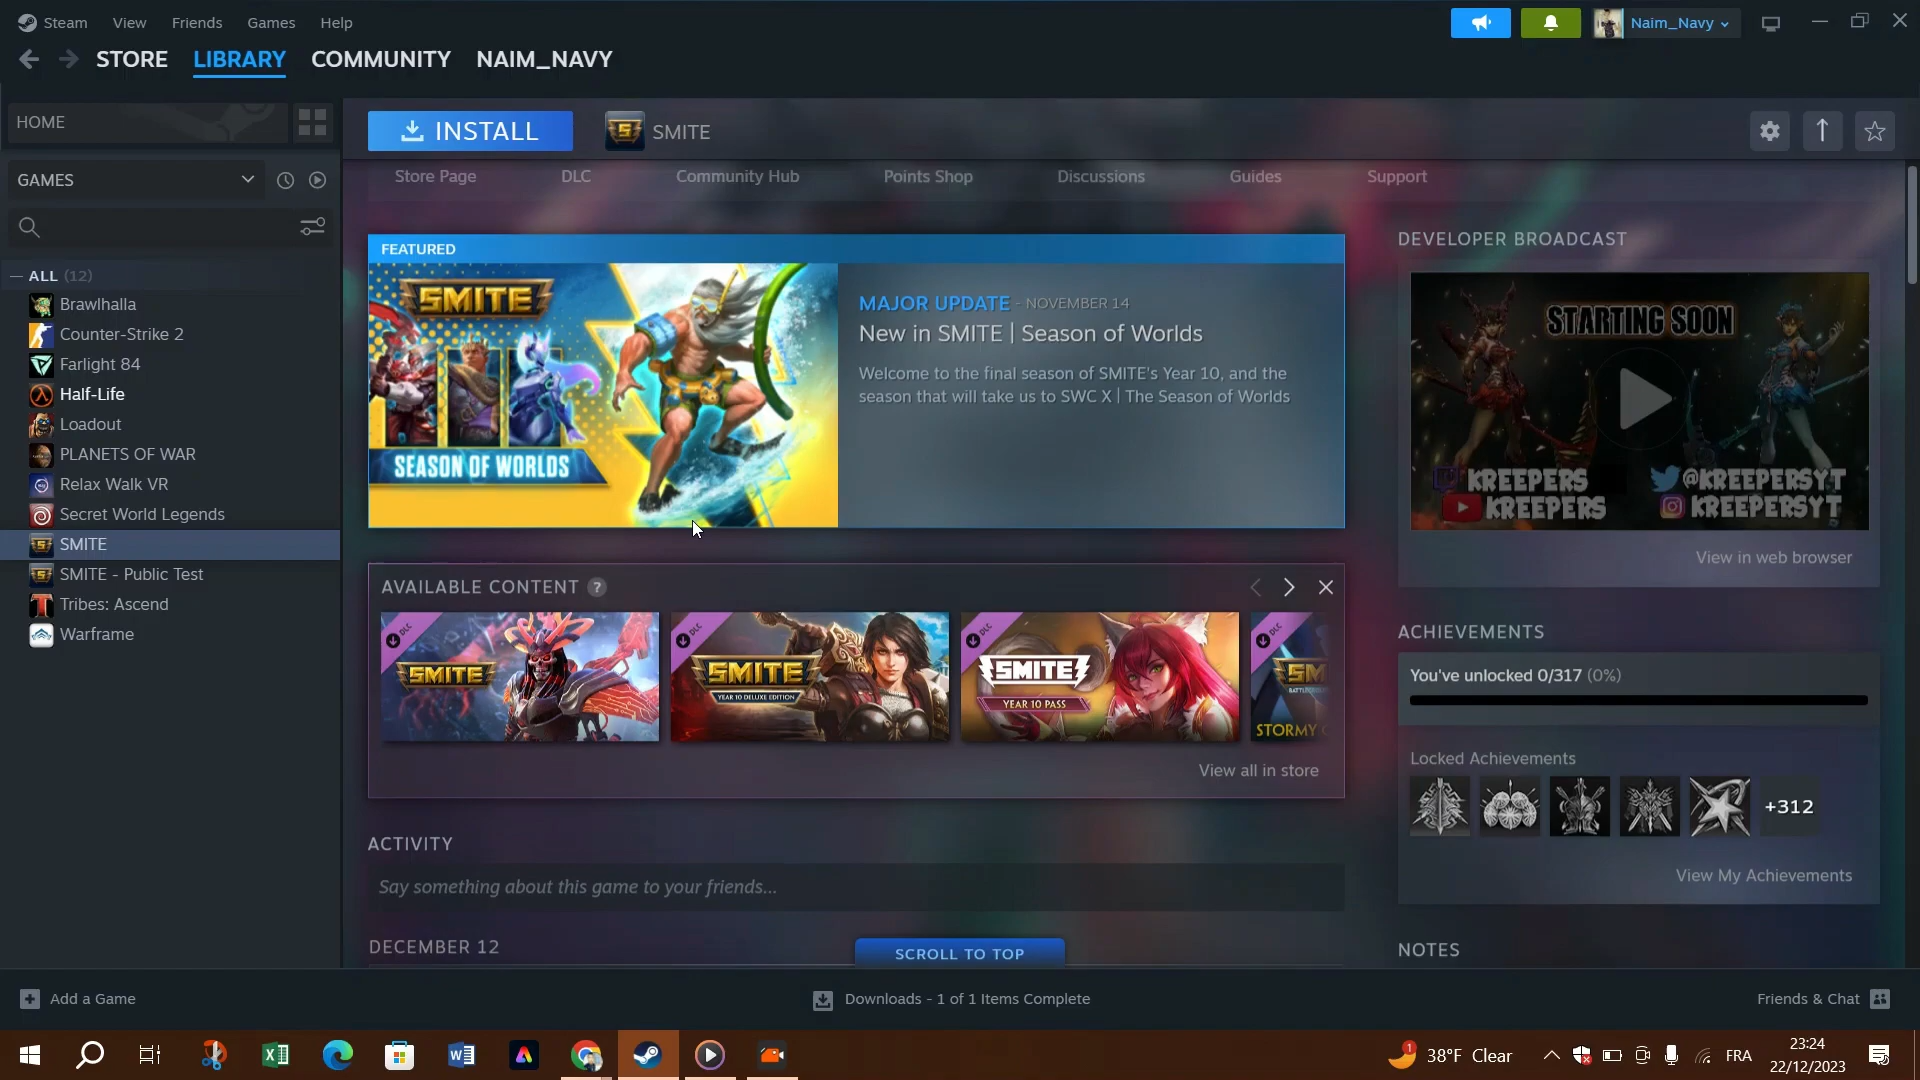 Steam View Friends Games Help
Naim_Navy
STORE LIBRARY COMMUNITY NAIM_NAVY
HOME
INSTALL
SMITE
GAMES
Store Page DLC Community Hub Points Shop Discussions Guides Support
— ALL (12)
Brawlhalla
Counter-Strike 2
Farlight 84
Half-Life
Loadout
PLANETS OF WAR
Relax Walk VR
Secret World Legends
SMITE
SMITE - Public Test
Tribes: Ascend
Warframe
FEATURED
SMITE
SEASON OF WORLDS
MAJOR UPDATE - NOVEMBER 14
New in SMITE | Season of Worlds
Welcome to the final season of SMITE's Year 10, and the
season that will take us to SWC X | The Season of Worlds
AVAILABLE CONTENT ?
DLC
SMITE
DLC
SMITE
YEAR 10 DELUXE EDITION
DLC
SMITE
YEAR 10 PASS
DLC
SM
STORMY
View all in store
ACTIVITY
Say something about this game to your friends...
DECEMBER 12
SCROLL TO TOP
DEVELOPER BROADCAST
STARTING SOON
KREEPERS @KREEPERSYT
KREEPERS KREEPERSYT
View in web browser
ACHIEVEMENTS
You've unlocked 0/317 (0%)
Locked Achievements
+312
View My Achievements
NOTES
Add a Game
Downloads - 1 of 1 Items Complete
Friends & Chat
1
38°F Clear
FRA
23:24
22/12/2023